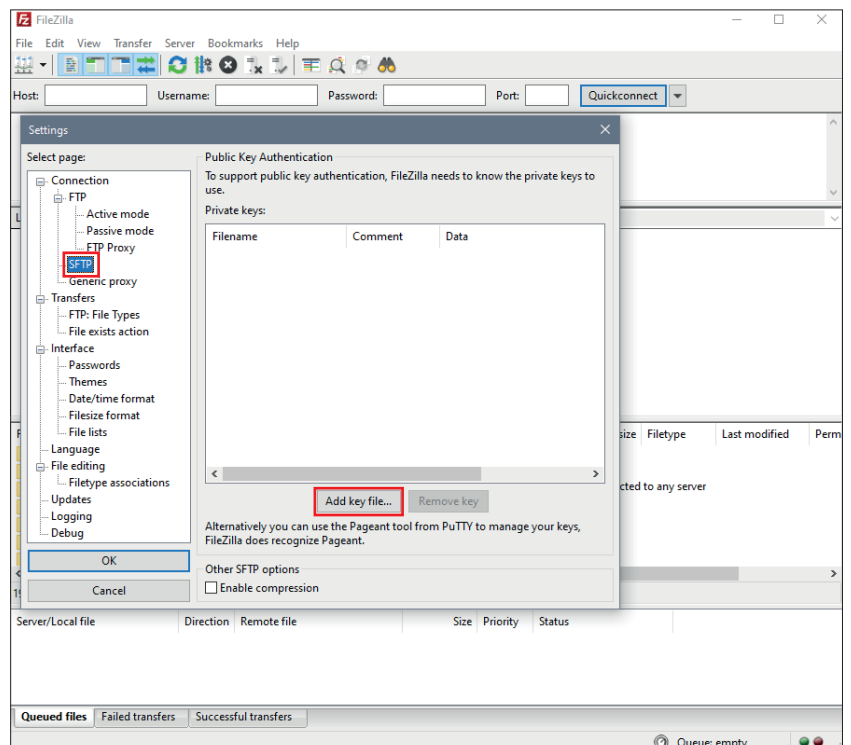 FileZilla
File Edit View Transfer Server Bookmarks Help
Host: Username: Password: Port: Quickconnect
Settings
Select page:
Connection
FTP
Active mode
Passive mode
FTP Proxy
SFTP
Generic proxy
Transfers
FTP: File Types
File exists action
Interface
Passwords
Themes
Date/time format
Filesize format
File lists
Language
File editing
Filetype associations
Updates
Logging
Debug
OK
Cancel
Public Key Authentication
To support public key authentication, FileZilla needs to know the private keys to
use.
Private keys:
Filename Comment Data
Add key file... Remove key
Alternatively you can use the Pageant tool from PuTTY to manage your keys,
FileZilla does recognize Pageant.
Other SFTP options
Enable compression
size Filetype Last modified Perm
cted to any server
Server/Local file Direction Remote file Size Priority Status
Queued files Failed transfers Successful transfers
Queue: empty